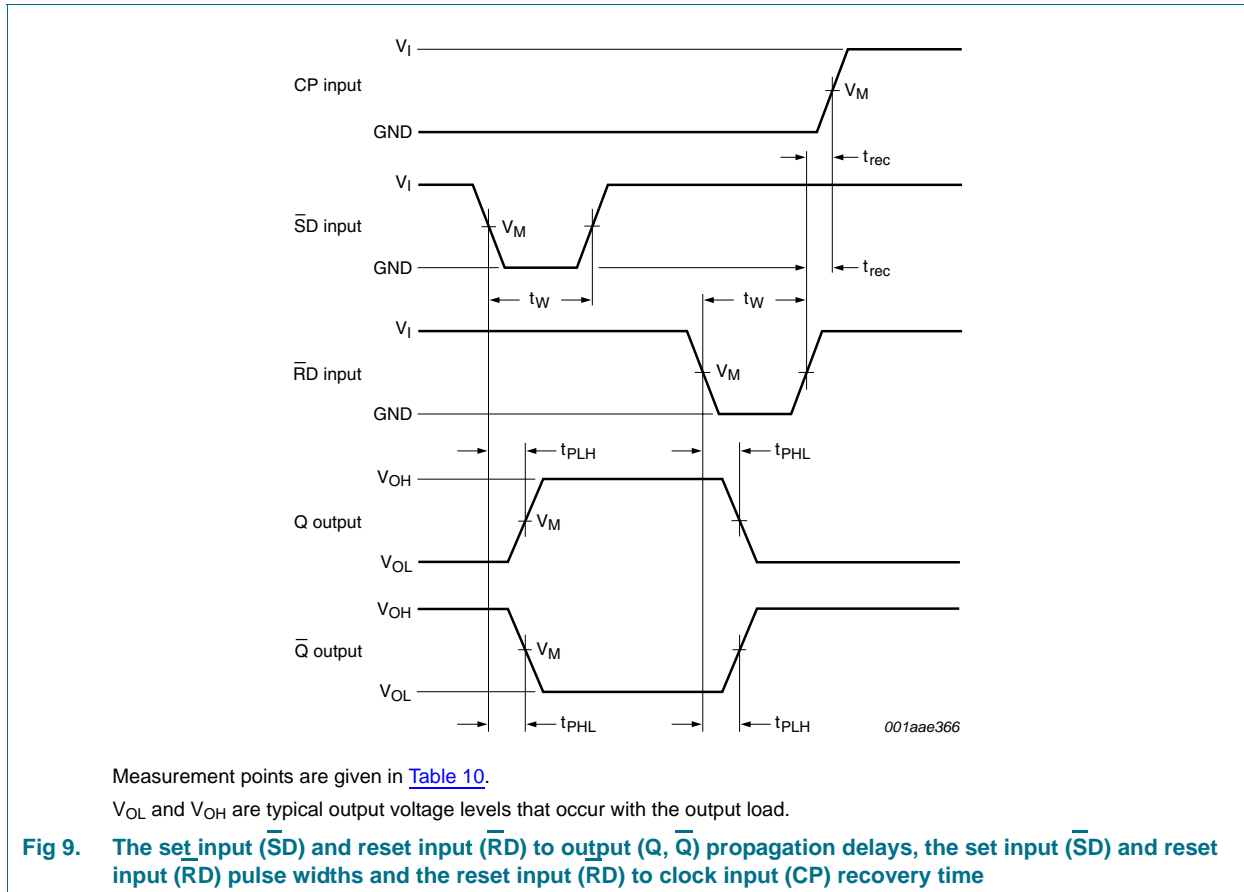 V_I
CP input
V_M
GND
t_rec
V_I
S̅D input
V_M
GND
t_rec
t_W
t_W
V_I
R̅D input
V_M
GND
t_PLH
t_PHL
V_OH
Q output
V_M
V_OL
V_OH
Q̅ output
V_M
V_OL
t_PHL
t_PLH
001aae366
Measurement points are given in Table 10.
V_OL and V_OH are typical output voltage levels that occur with the output load.
Fig 9. The set input (S̅D) and reset input (R̅D) to output (Q, Q̅) propagation delays, the set input (S̅D) and reset
input (R̅D) pulse widths and the reset input (R̅D) to clock input (CP) recovery time